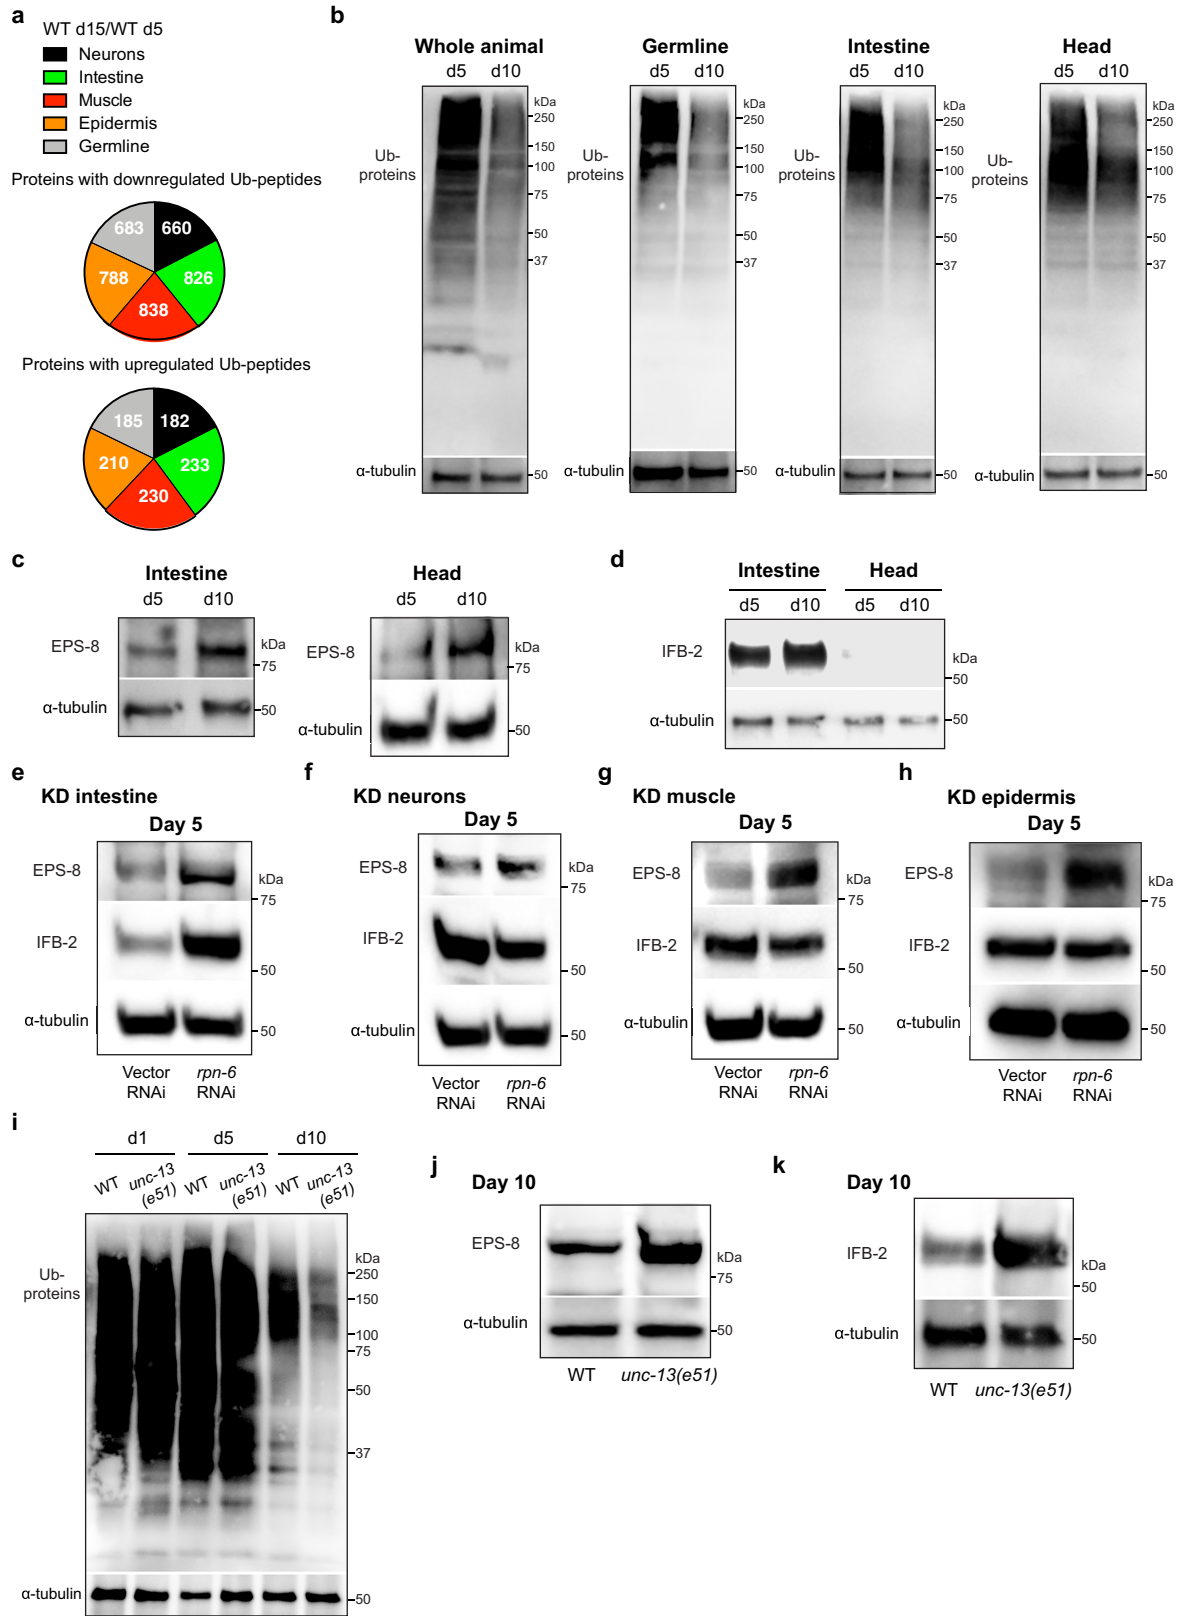 a
WT d15/WT d5
Neurons
Intestine
Muscle
Epidermis
Germline
Proteins with downregulated Ub-peptides
683 660
788 826
838
Proteins with upregulated Ub-peptides
185 182
210 233
230
b
Whole animal
d5 d10
Ub-
proteins
kDa
250
150
100
75
50
37
α-tubulin
50
Germline
d5 d10
Ub-
proteins
kDa
250
150
100
75
50
37
α-tubulin
50
Intestine
d5 d10
Ub-
proteins
kDa
250
150
100
75
50
37
α-tubulin
50
Head
d5 d10
Ub-
proteins
kDa
250
150
100
75
50
37
α-tubulin
50
c
Intestine
d5 d10
EPS-8
kDa
75
α-tubulin
50
Head
d5 d10
EPS-8
kDa
75
α-tubulin
50
d
Intestine Head
d5 d10 d5 d10
IFB-2
kDa
50
α-tubulin
50
e
KD intestine
Day 5
EPS-8
kDa
75
IFB-2
50
α-tubulin
50
Vector
RNAi
rpn-6
RNAi
f
KD neurons
Day 5
EPS-8
kDa
75
IFB-2
50
α-tubulin
50
Vector
RNAi
rpn-6
RNAi
g
KD muscle
Day 5
EPS-8
kDa
75
IFB-2
50
α-tubulin
50
Vector
RNAi
rpn-6
RNAi
h
KD epidermis
Day 5
EPS-8
kDa
75
IFB-2
50
α-tubulin
50
Vector
RNAi
rpn-6
RNAi
i
d1 d5 d10
WT unc-13 (e51) WT unc-13 (e51) WT unc-13 (e51)
Ub-
proteins
kDa
250
150
100
75
50
37
α-tubulin
50
j
Day 10
EPS-8
kDa
75
α-tubulin
50
WT unc-13(e51)
k
Day 10
IFB-2
kDa
50
α-tubulin
50
WT unc-13(e51)